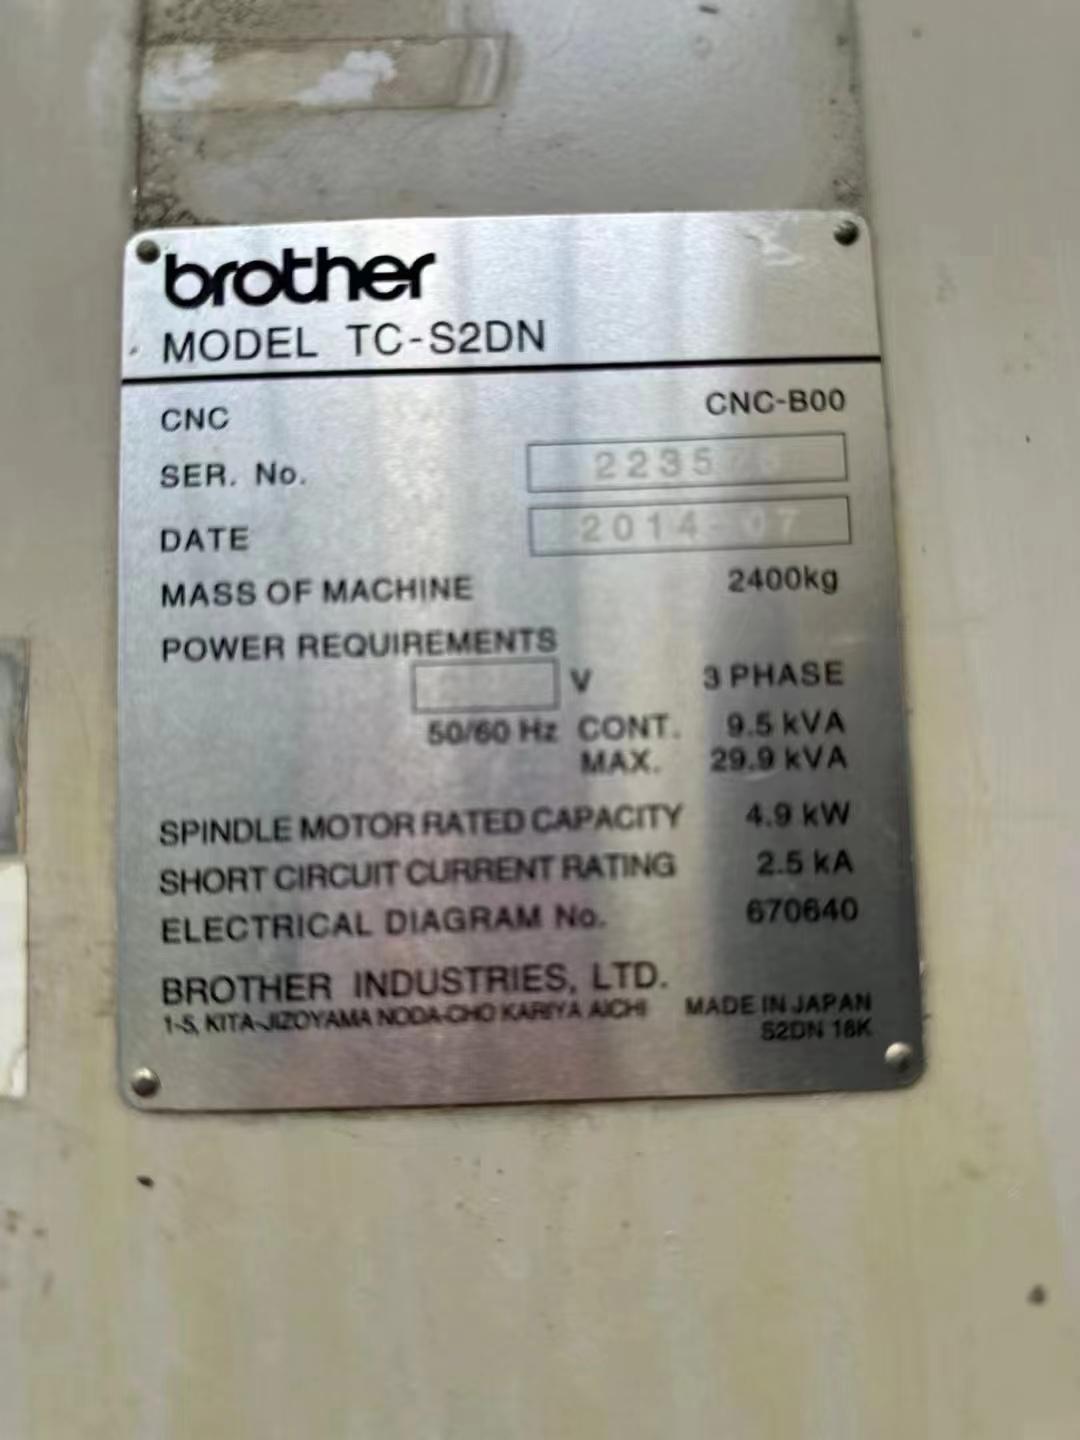 brother
MODEL TC-S2DN
CNC CNC-B00
SER. No.
DATE 2014-07
MASS OF MACHINE 2400kg
POWER REQUIREMENTS
V 3 PHASE
50/60 Hz CONT. 9.5 kVA
MAX. 29.9 kVA
SPINDLE MOTOR RATED CAPACITY 4.9 kW
SHORT CIRCUIT CURRENT RATING 2.5 kA
ELECTRICAL DIAGRAM No. 670640
BROTHER INDUSTRIES, LTD.
1-5, KITA-JIZOYAMA NODA-CHO KARIYA AICHI MADE IN JAPAN
S2DN 16K